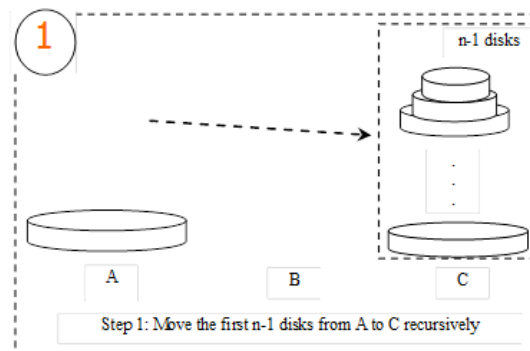 1
n-1 disks
.
.
.
A
B
C
Step 1: Move the first n-1 disks from A to C recursively